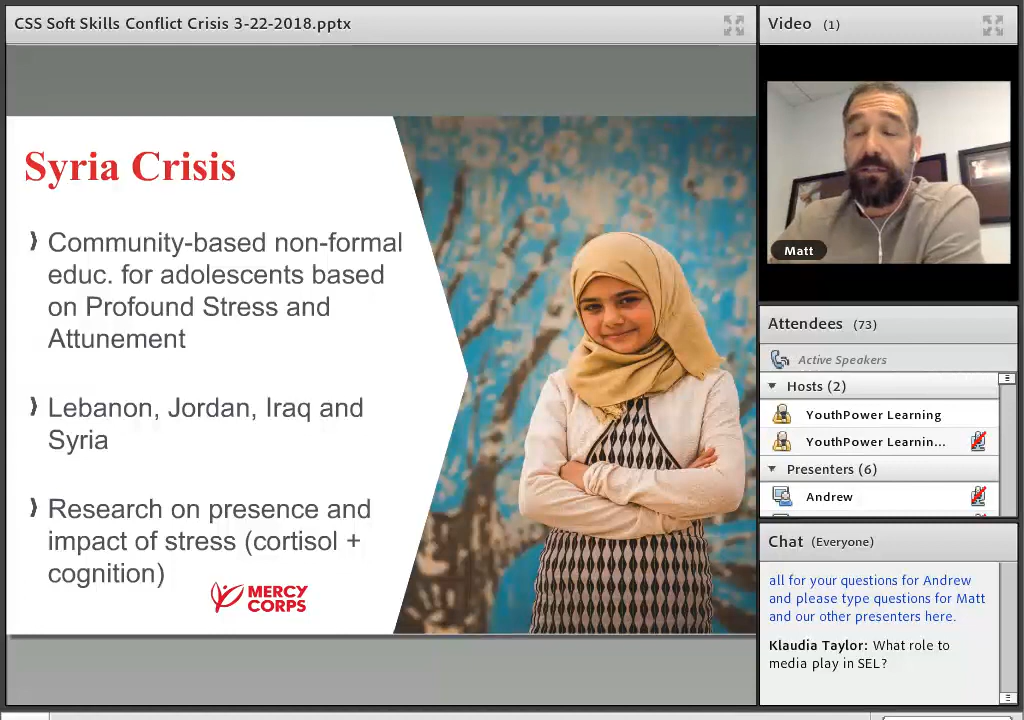 CSS Soft Skills Conflict Crisis 3-22-2018.pptx
Syria Crisis
Community-based non-formal
educ. for adolescents based
on Profound Stress and
Attunement
Lebanon, Jordan, Iraq and
Syria
Research on presence and
impact of stress (cortisol +
cognition)
MERCY
CORPS
Video (1)
Matt
Attendees (73)
Active Speakers
Hosts (2)
YouthPower Learning
YouthPower Learnin...
Presenters (6)
Andrew
Chat (Everyone)
all for your questions for Andrew
and please type questions for Matt
and our other presenters here.
Klaudia Taylor: What role to
media play in SEL?